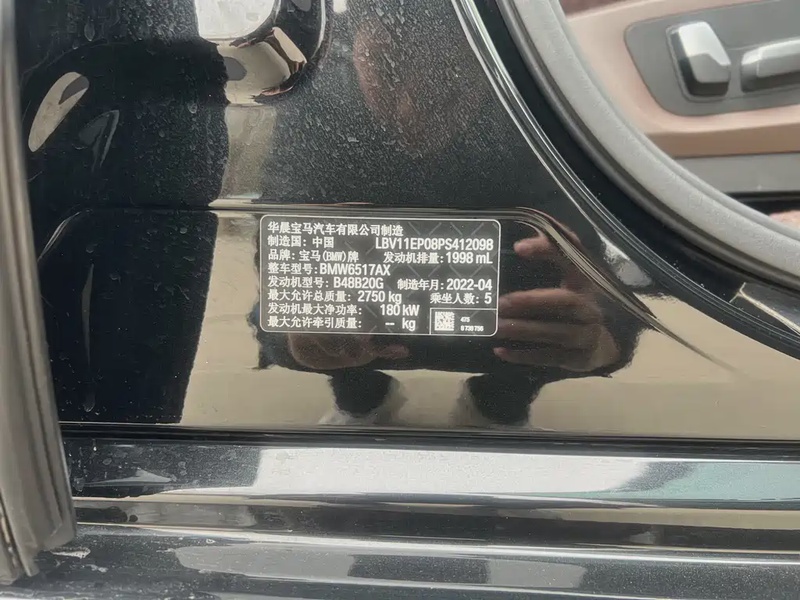 华晨宝马汽车有限公司制造
制造国: 中国 LBV11EP08PS412098
品牌: 宝马(BMW)牌 发动机排量: 1998 mL
整车型号: BMW6517AX
发动机型号: B48B20G 制造年月: 2022-04
最大允许总质量: 2750 kg 乘坐人数: 5
发动机最大净功率: 180 kW
最大允许牵引质量: -- kg
475